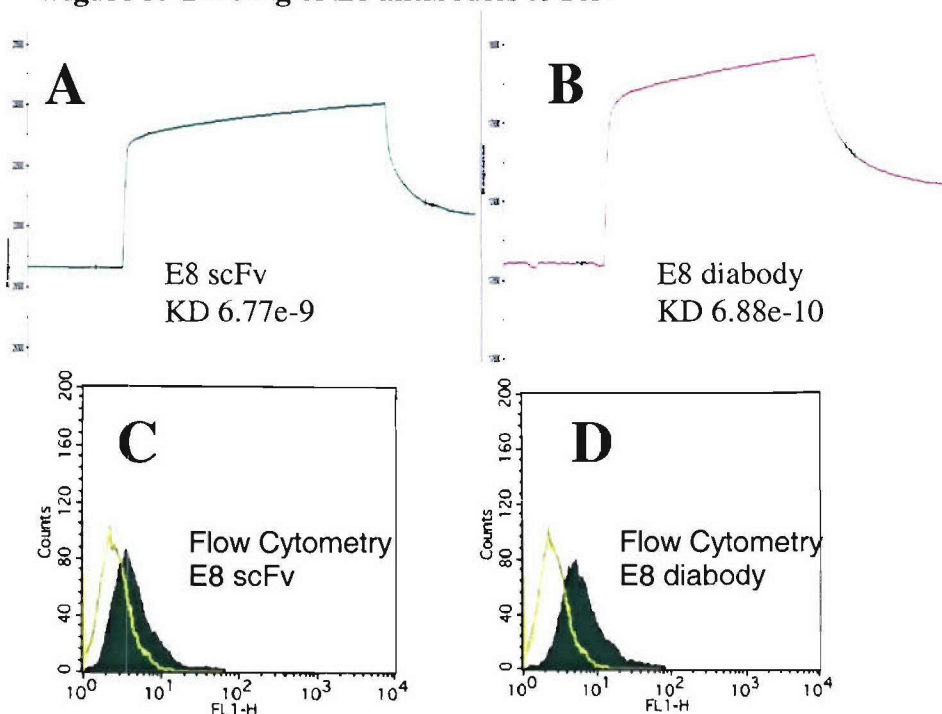 A
B
E8 scFv
KD 6.77e-9
E8 diabody
KD 6.88e-10
C
D
200
160
120
80
40
0
Counts
Flow Cytometry
E8 scFv
10^0
10^1
10^2
10^3
10^4
FL1-H
200
160
120
80
40
0
Counts
Flow Cytometry
E8 diabody
10^0
10^1
10^2
10^3
10^4
FL1-H